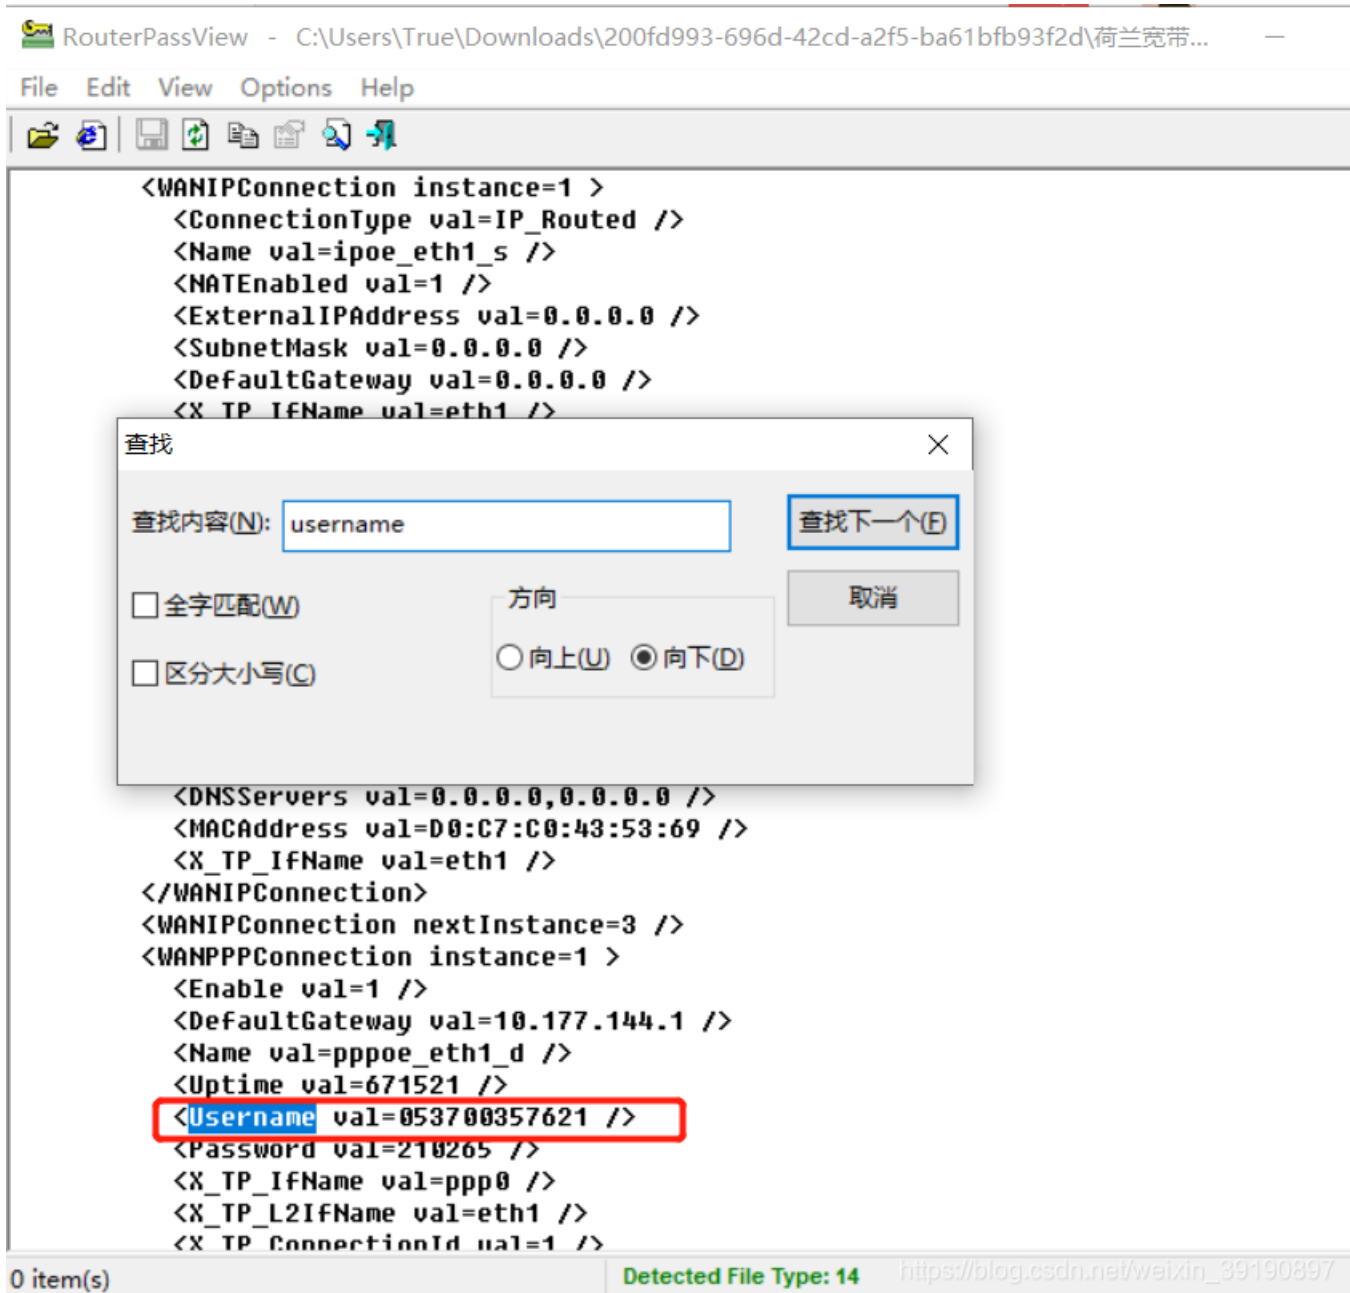 RouterPassView - C:\Users\True\Downloads\200fd993-696d-42cd-a2f5-ba61bfb93f2d\荷兰宽带...
File Edit View Options Help
<WANIPConnection instance=1 >
<ConnectionType val=IP_Routed />
<Name val=ipoe_eth1_s />
<NATEnabled val=1 />
<ExternalIPAddress val=0.0.0.0 />
<SubnetMask val=0.0.0.0 />
<DefaultGateway val=0.0.0.0 />
<X_TP_IfName val=eth1 />
查找
查找内容(N): username 查找下一个(F)
全字匹配(W) 方向 取消
区分大小写(C) 向上(U) 向下(D)
<DNSServers val=0.0.0.0,0.0.0.0 />
<MACAddress val=D0:C7:C0:43:53:69 />
<X_TP_IfName val=eth1 />
</WANIPConnection>
<WANIPConnection nextInstance=3 />
<WANPPPConnection instance=1 >
<Enable val=1 />
<DefaultGateway val=10.177.144.1 />
<Name val=pppoe_eth1_d />
<Uptime val=671521 />
<Username val=053700357621 />
<Password val=210265 />
<X_TP_IfName val=ppp0 />
<X_TP_L2IfName val=eth1 />
<X_TP_ConnectionId val=1 />
0 item(s) Detected File Type: 14 https://blog.csdn.net/weixin_39190897